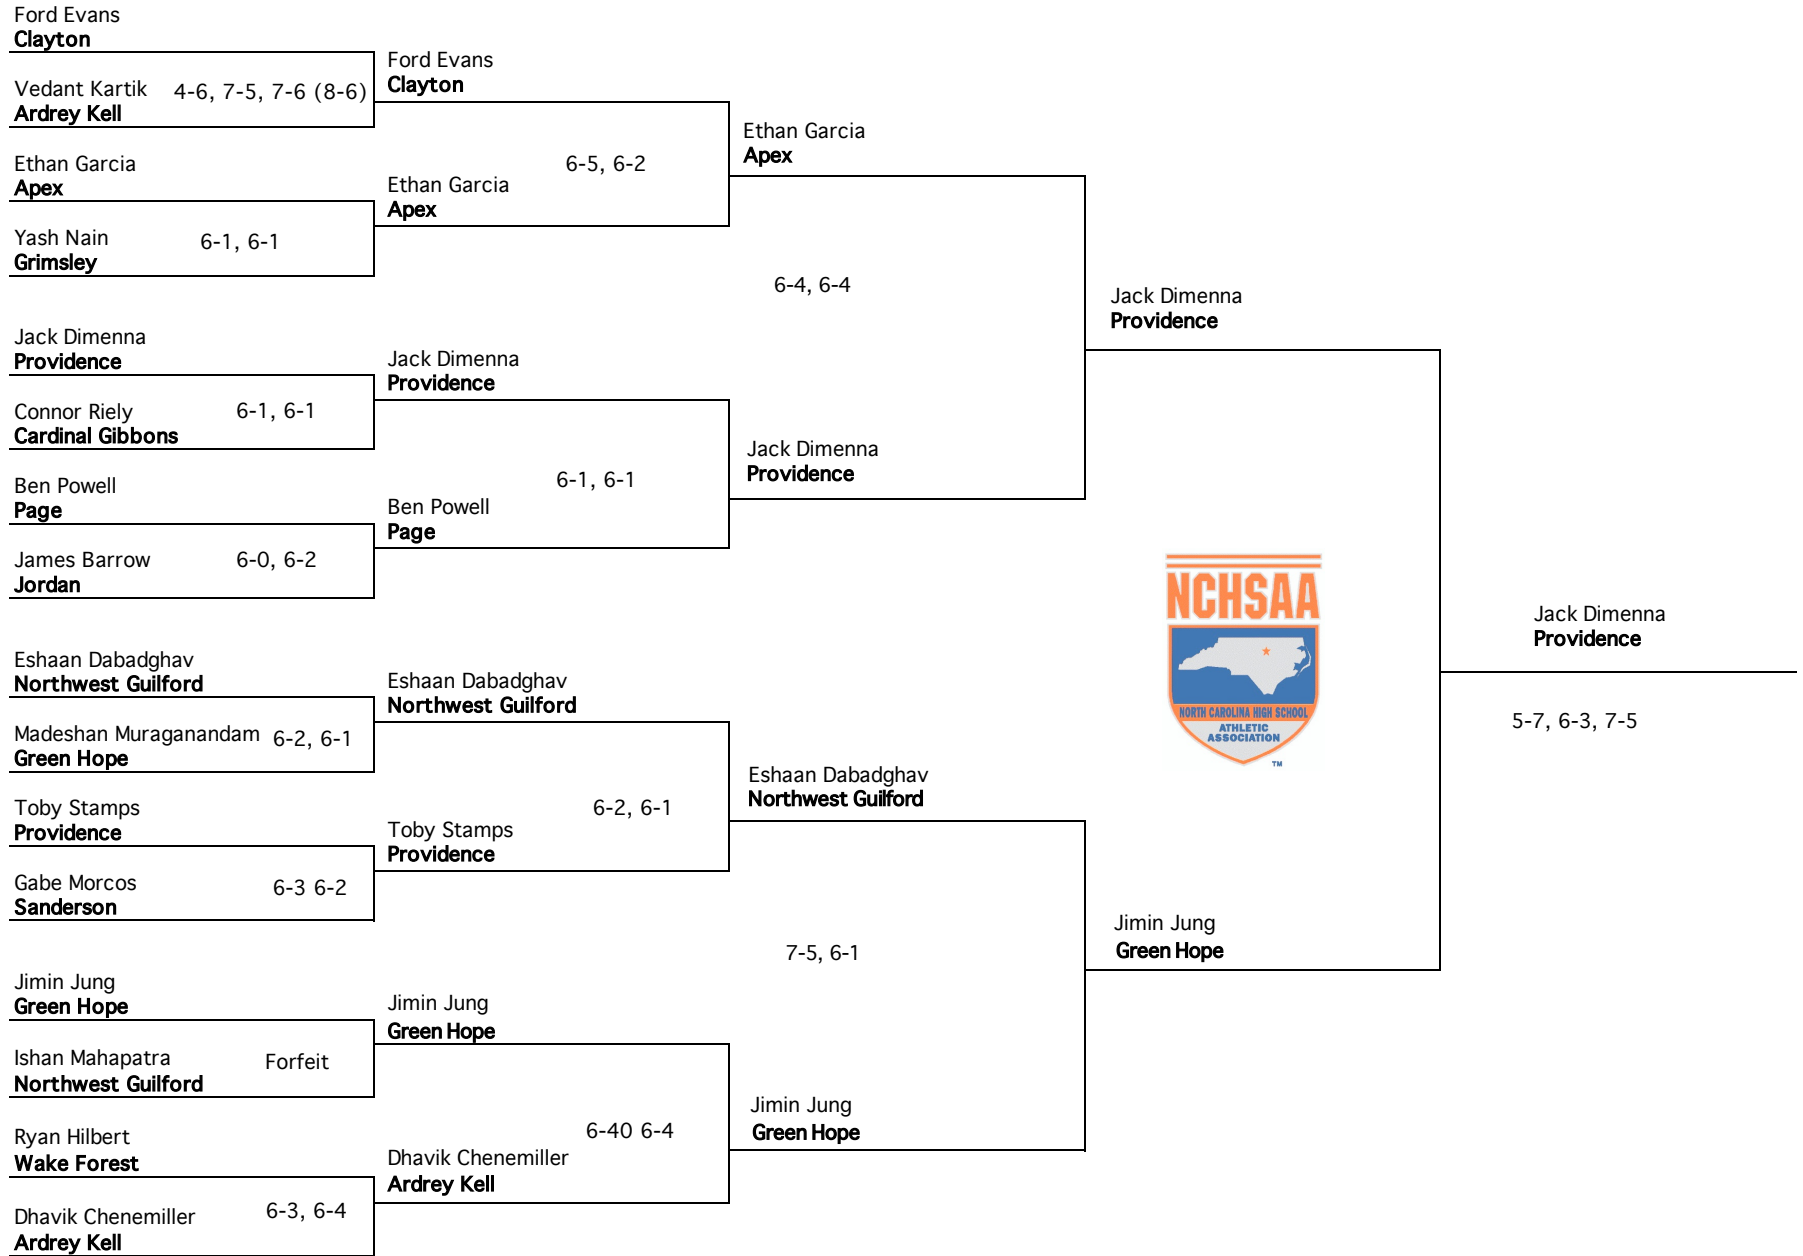 Ford Evans
Clayton
Vedant Kartik 4-6, 7-5, 7-6 (8-6)
Ardrey Kell
Ethan Garcia
Apex
Yash Nain 6-1, 6-1
Grimsley
Jack Dimenna
Providence
Connor Riely 6-1, 6-1
Cardinal Gibbons
Ben Powell
Page
James Barrow 6-0, 6-2
Jordan
Eshaan Dabadghav
Northwest Guilford
Madeshan Muraganandam 6-2, 6-1
Green Hope
Toby Stamps
Providence
Gabe Morcos 6-3 6-2
Sanderson
Jimin Jung
Green Hope
Ishan Mahapatra Forfeit
Northwest Guilford
Ryan Hilbert
Wake Forest
Dhavik Chenemiller 6-3, 6-4
Ardrey Kell
Ford Evans
Clayton
6-5, 6-2
Ethan Garcia
Apex
Jack Dimenna
Providence
6-1, 6-1
Ben Powell
Page
Eshaan Dabadghav
Northwest Guilford
6-2, 6-1
Toby Stamps
Providence
Jimin Jung
Green Hope
6-40 6-4
Dhavik Chenemiller
Ardrey Kell
Ethan Garcia
Apex
6-4, 6-4
Jack Dimenna
Providence
Eshaan Dabadghav
Northwest Guilford
7-5, 6-1
Jimin Jung
Green Hope
Jack Dimenna
Providence
NCHSAA
NORTH CAROLINA HIGH SCHOOL
ATHLETIC
ASSOCIATION
TM
Jimin Jung
Green Hope
Jack Dimenna
Providence
5-7, 6-3, 7-5